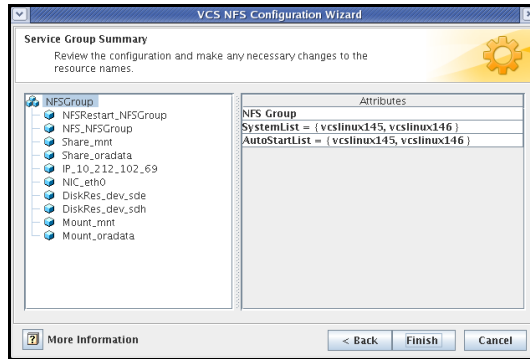 VCS NFS Configuration Wizard
Service Group Summary
Review the configuration and make any necessary changes to the
resource names.
NFSGroup
NFSRestart_NFSGroup
NFS_NFSGroup
Share_mnt
Share_oradata
IP_10_212_102_69
NIC_eth0
DiskRes_dev_sde
DiskRes_dev_sdh
Mount_mnt
Mount_oradata
Attributes
NFS Group
SystemList = { vcslinux145, vcslinux146 }
AutoStartList = { vcslinux145, vcslinux146 }
? More Information
< Back
Finish
Cancel